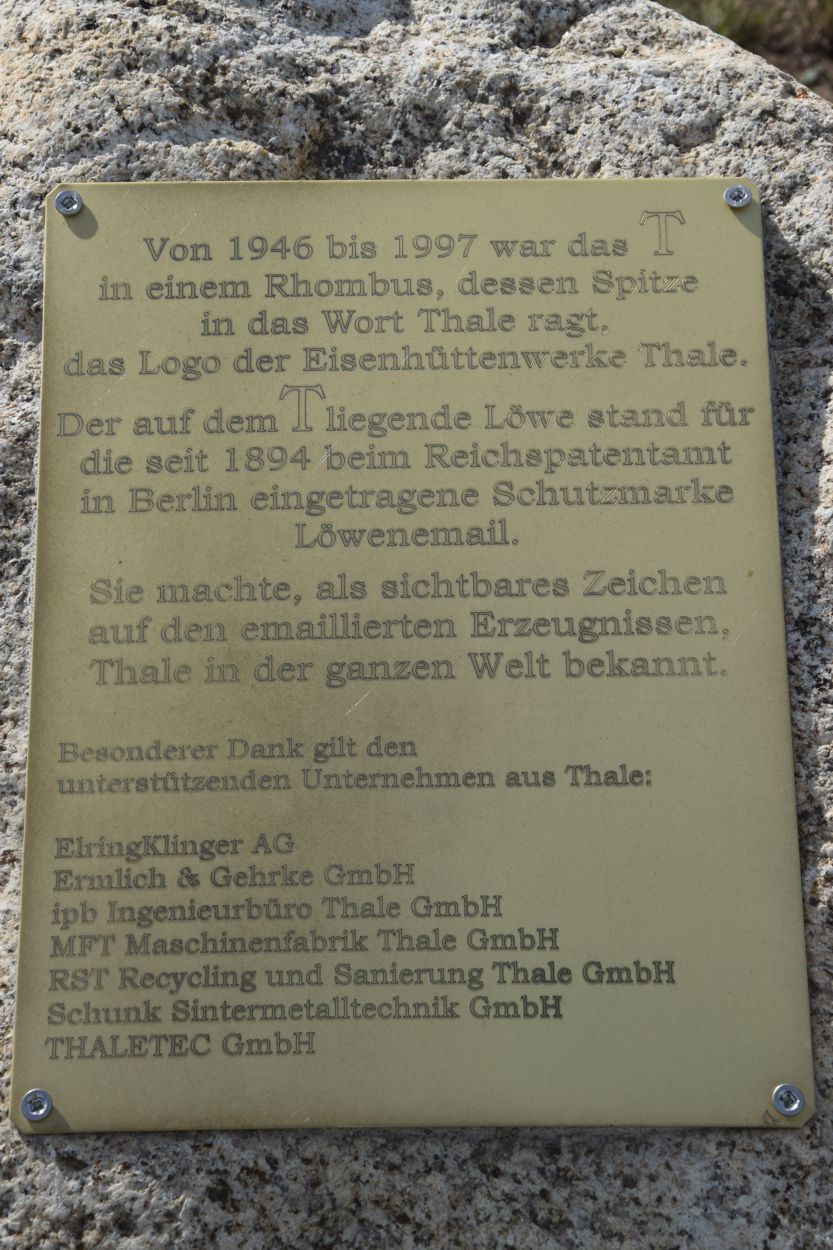 Von 1946 bis 1997 war das T
in einem Rhombus, dessen Spitze
in das Wort Thale ragt,
das Logo der Eisenhüttenwerke Thale.
Der auf dem T liegende Löwe stand für
die seit 1894 beim Reichspatentamt
in Berlin eingetragene Schutzmarke
Löwenemail.
Sie machte, als sichtbares Zeichen
auf den emaillierten Erzeugnissen,
Thale in der ganzen Welt bekannt.
Besonderer Dank gilt den
unterstützenden Unternehmen aus Thale:
ElringKlinger AG
Ermlich & Gehrke GmbH
ipb Ingenieurbüro Thale GmbH
MFT Maschinenfabrik Thale GmbH
RST Recycling und Sanierung Thale GmbH
Schunk Sintermetalltechnik GmbH
THALETEC GmbH